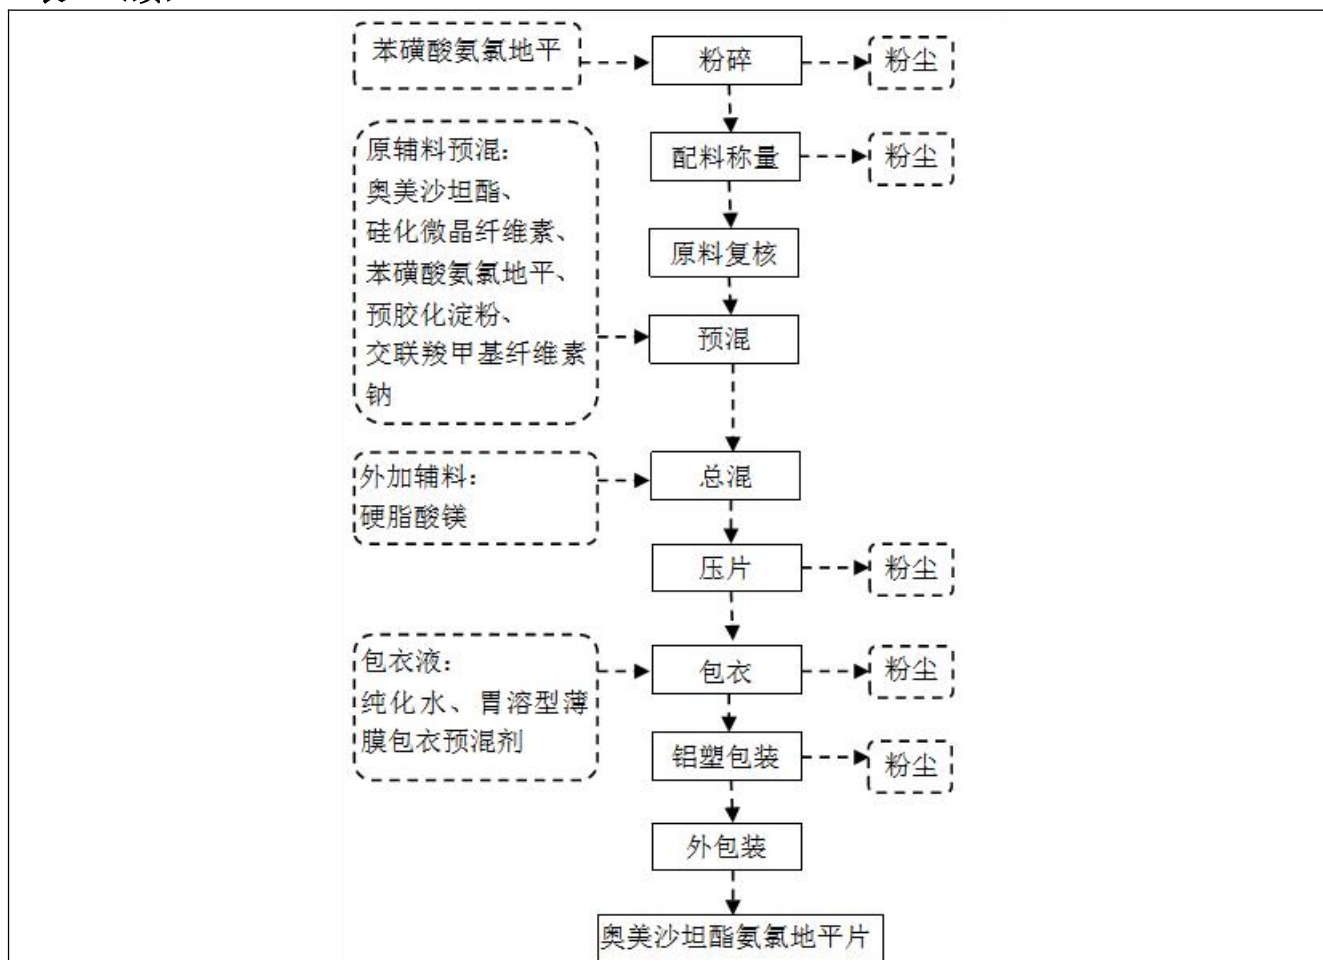 苯磺酸氨氯地平
粉碎
粉尘
原辅料预混：
奥美沙坦酯、
硅化微晶纤维素、
苯磺酸氨氯地平、
预胶化淀粉、
交联羧甲基纤维素
钠
配料称量
粉尘
原料复核
预混
外加辅料：
硬脂酸镁
总混
压片
粉尘
包衣液：
纯化水、胃溶型薄
膜包衣预混剂
包衣
粉尘
铝塑包装
粉尘
外包装
奥美沙坦酯氨氯地平片